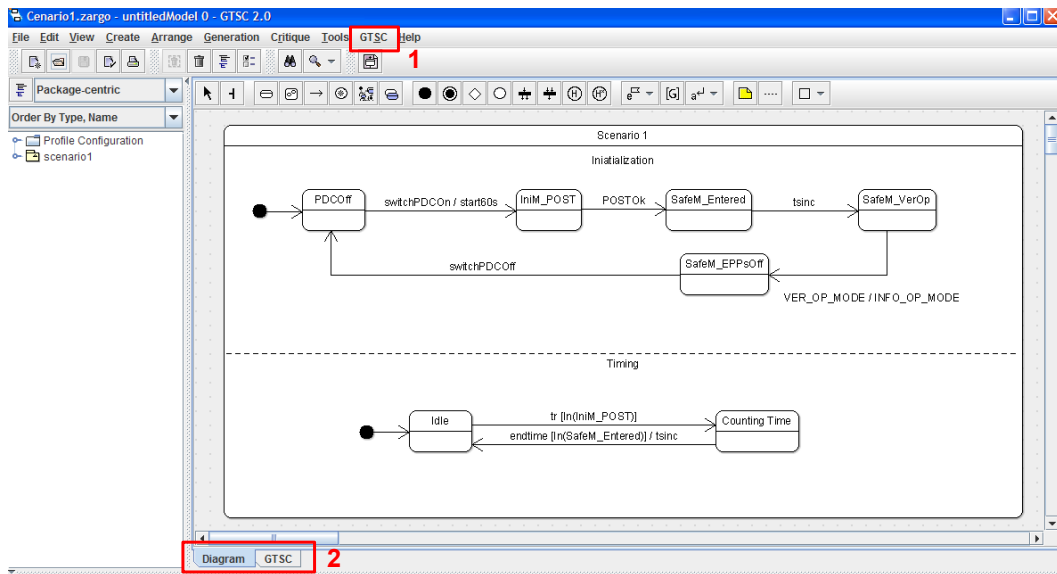 Cenario1.zargo - untitledModel 0 - GTSC 2.0
File Edit View Create Arrange Generation Critique Tools GTSC Help
1
Package-centric
Order By Type, Name
Profile Configuration
scenario1
H H* e [G] a
Scenario 1
Iniatialization
PDCOff switchPDCOn / start60s IniM_POST POSTOk SafeM_Entered tsinc SafeM_VerOp
switchPDCOff SafeM_EPPsOff
VER_OP_MODE / INFO_OP_MODE
Timing
Idle tr [In(IniM_POST)] Counting Time
endtime [In(SafeM_Entered)] / tsinc
Diagram GTSC 2